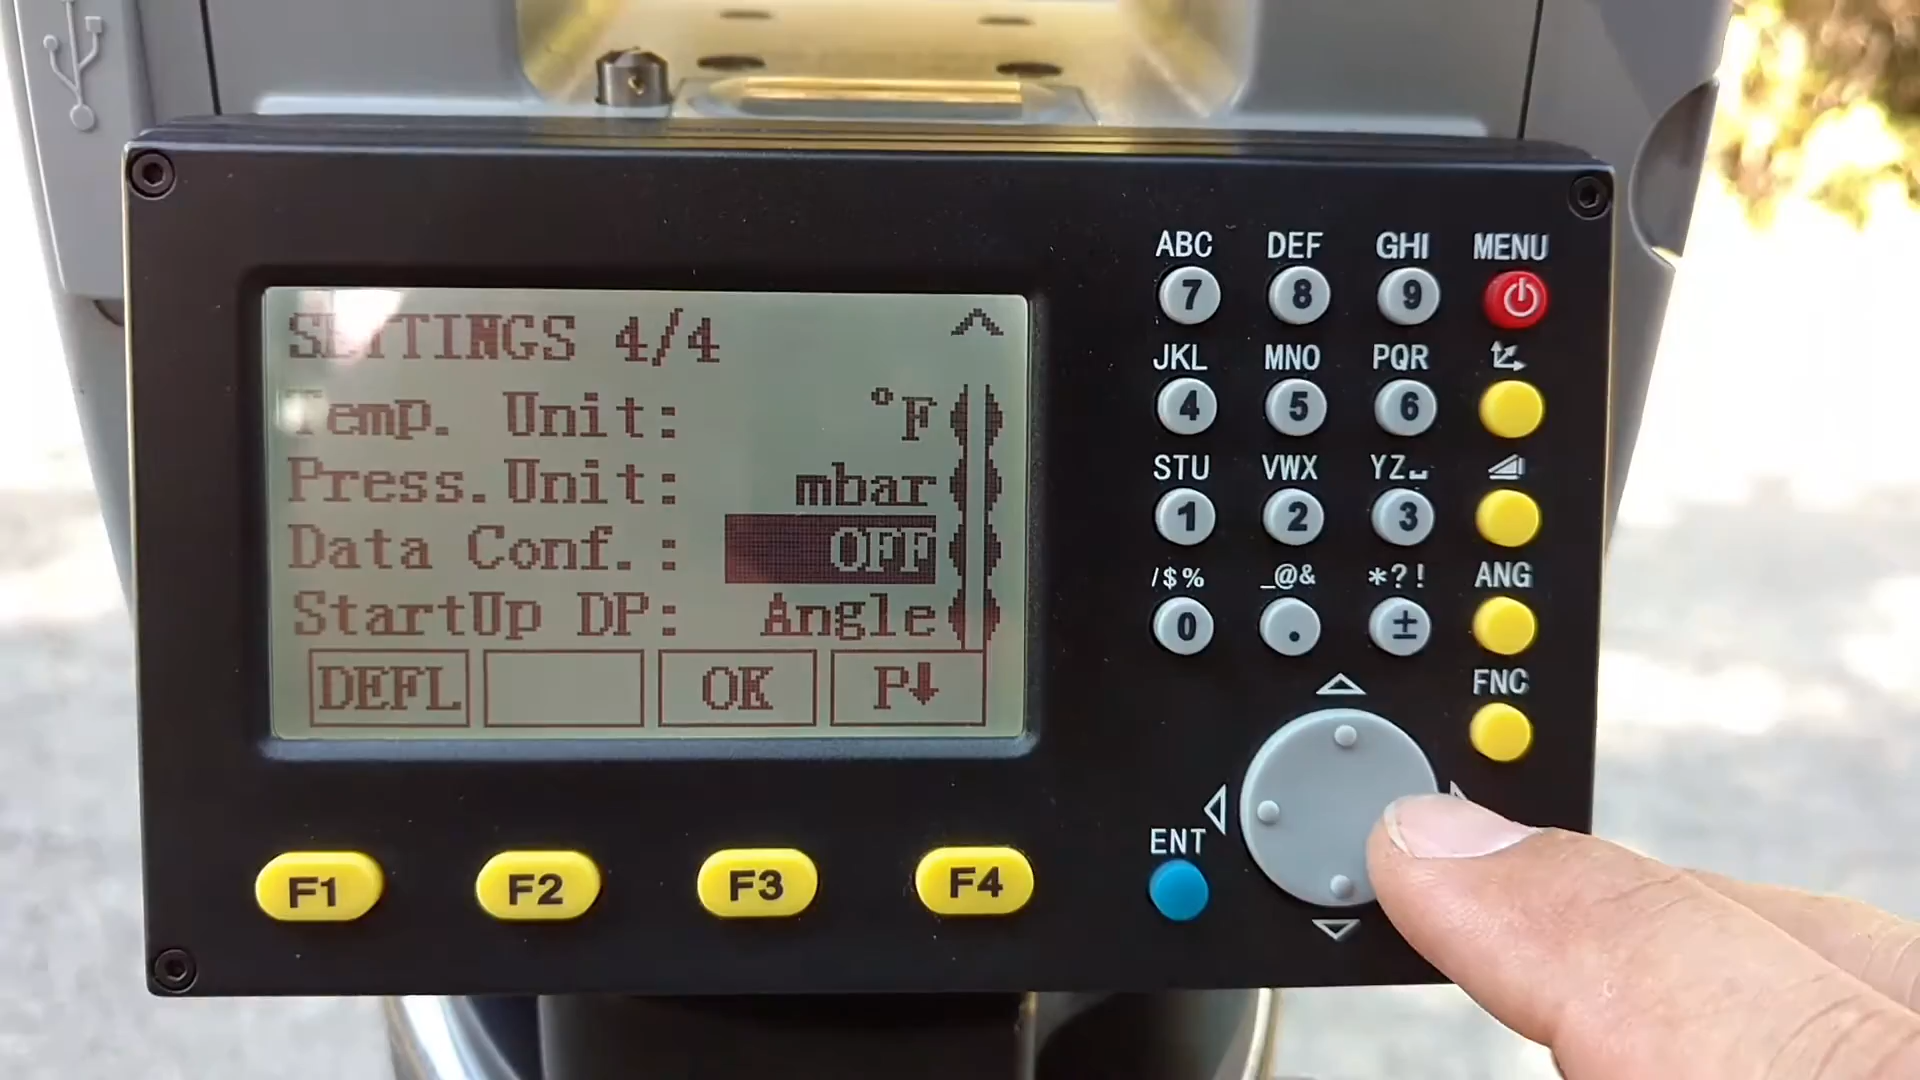 SETTINGS 4/4
Temp. Unit: °F
Press.Unit: mbar
Data Conf.: OFF
StartUp DP: Angle
DEFL OK P↓
ABC DEF GHI MENU
7 8 9
JKL MNO PQR
4 5 6
STU VWX YZ⎵
1 2 3
/$% _@& *?! ANG
0 . ±
FNC
ENT
F1 F2 F3 F4